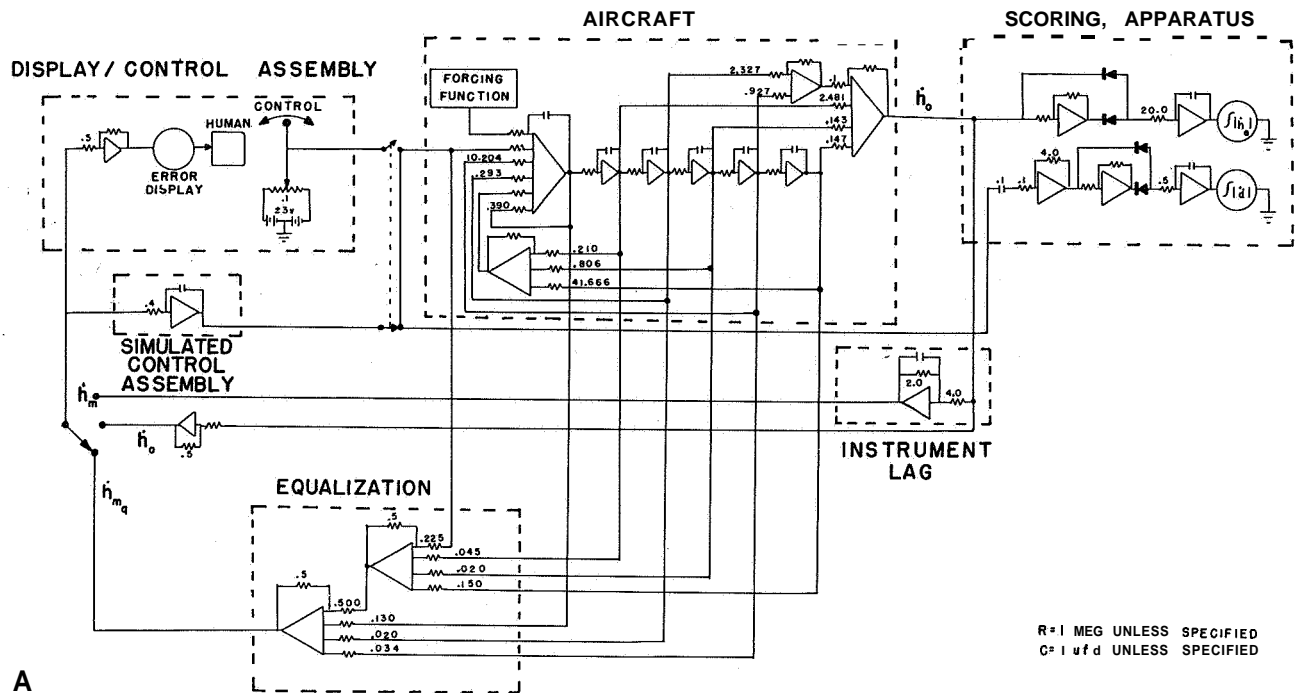 AIRCRAFT
SCORING, APPARATUS
DISPLAY/ CONTROL ASSEMBLY
FORCING
FUNCTION
CONTROL
HUMAN
.5
ERROR
DISPLAY
.1
±3v
10.204
.293
.390
.210
.806
41.666
2.327
.927
.1
2.481
.143
.147
ḣo
20.0
∫|ḣo|
.1
.1
4.0
.5
∫|ȧ|
.4
SIMULATED
CONTROL
ASSEMBLY
ḣm
ḣo
.5
ḣmq
2.0
4.0
INSTRUMENT
LAG
EQUALIZATION
.5
.225
.045
.020
.150
.5
.500
.130
.020
.034
R=1 MEG UNLESS SPECIFIED
C=1 ufd UNLESS SPECIFIED
A